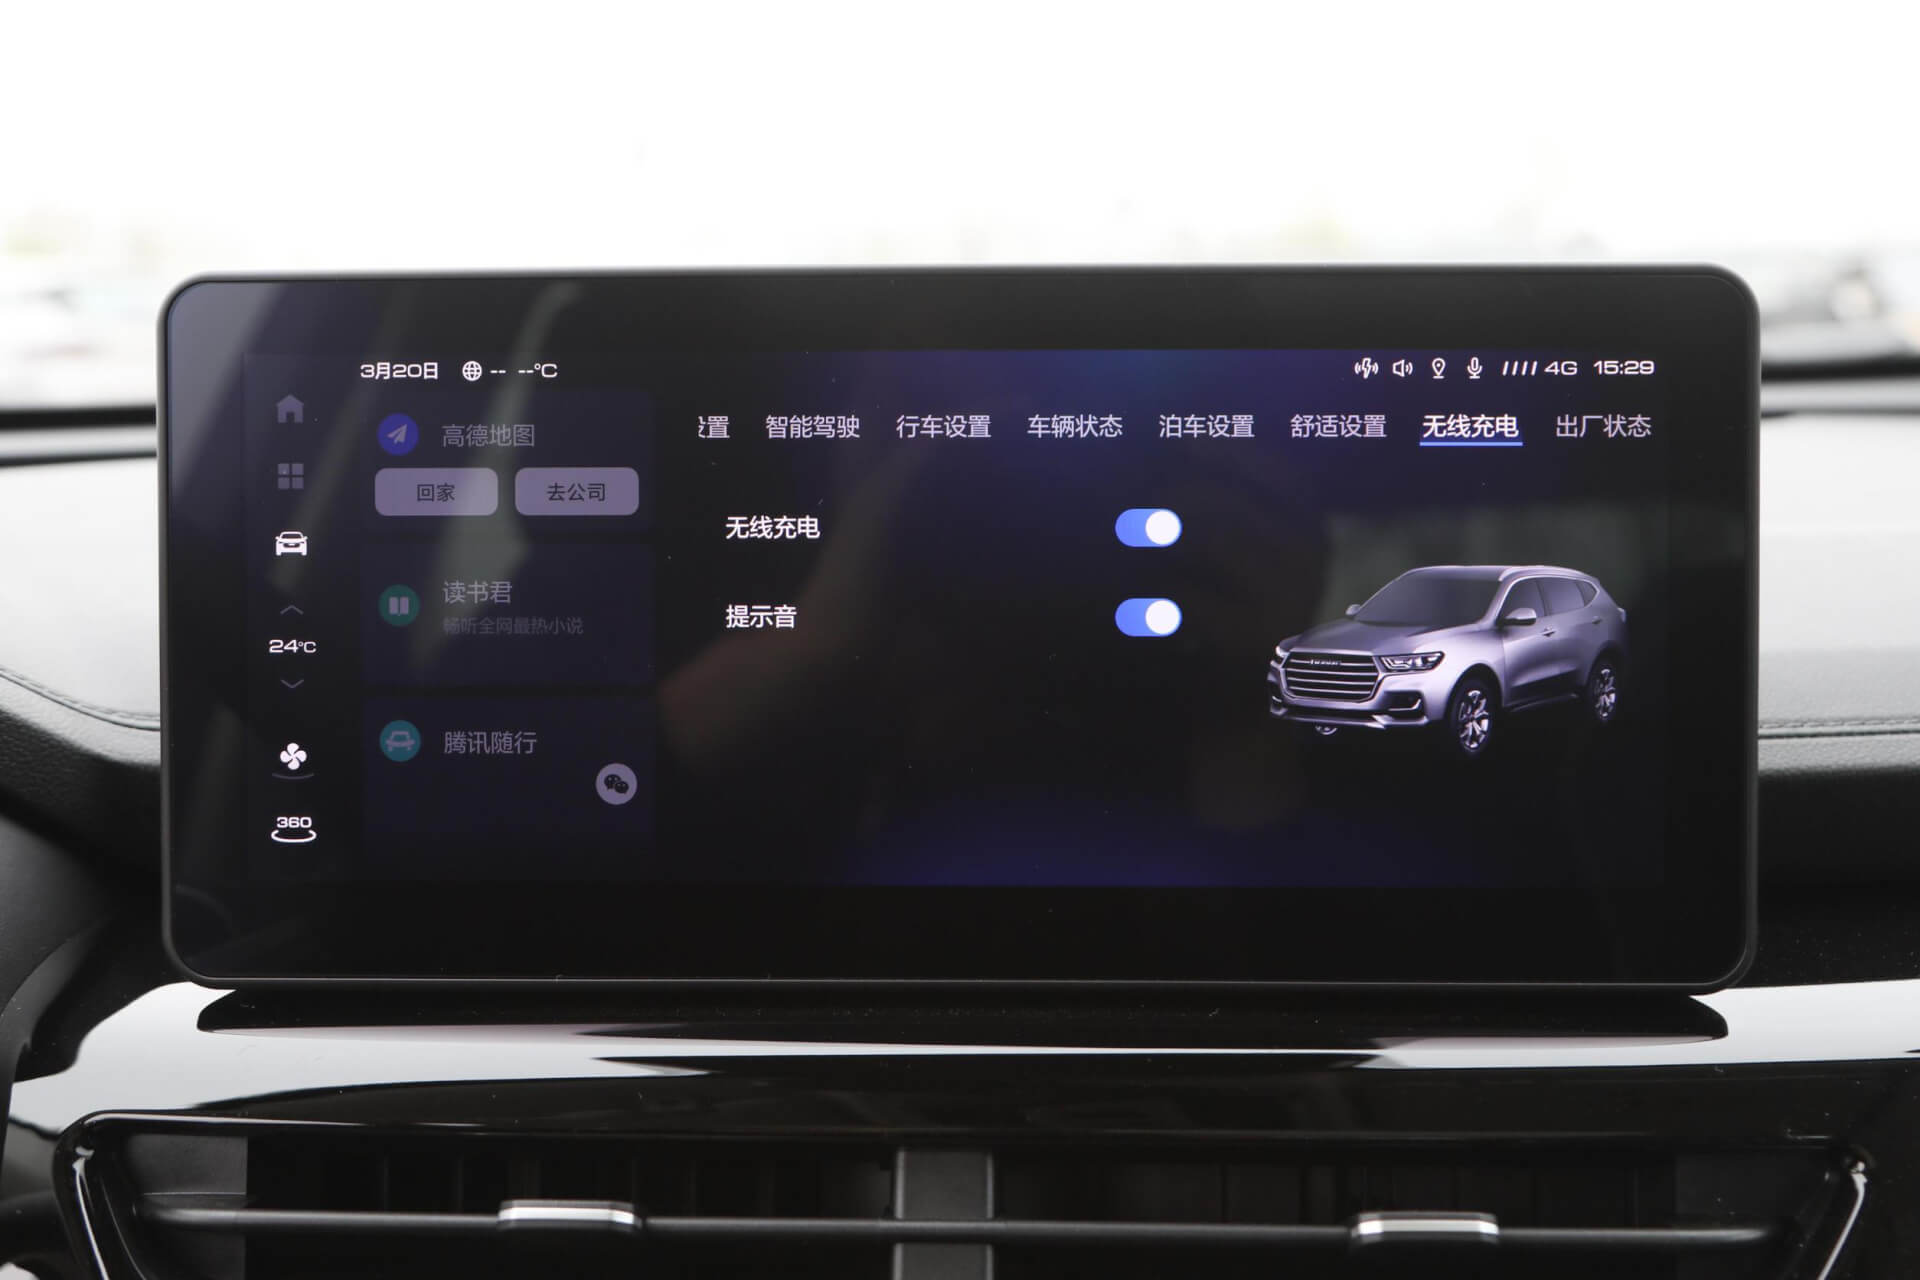 3月20日 -- --°C 4G 15:29
置 智能驾驶 行车设置 车辆状态 泊车设置 舒适设置 无线充电 出厂状态
高德地图
回家 去公司
无线充电
读书君
畅听全网最热小说
提示音
24°C
腾讯随行
360